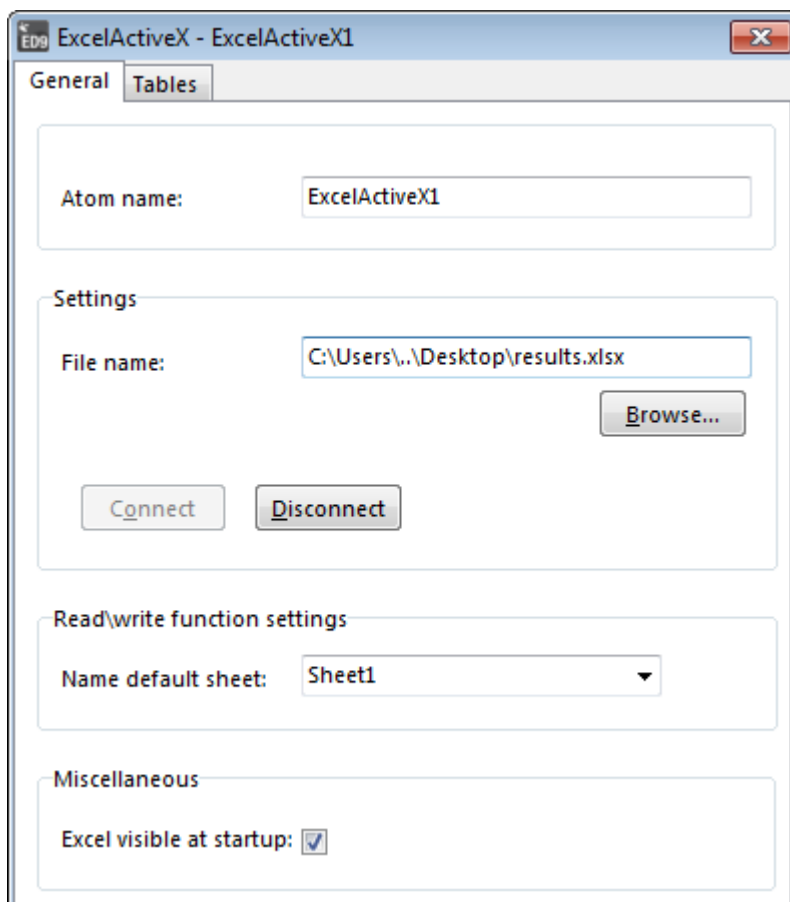 ED9 ExcelActiveX - ExcelActiveX1
General Tables
Atom name: ExcelActiveX1
Settings
File name: C:\Users\..\Desktop\results.xlsx
Browse...
Connect Disconnect
Read\write function settings
Name default sheet: Sheet1
Miscellaneous
Excel visible at startup: